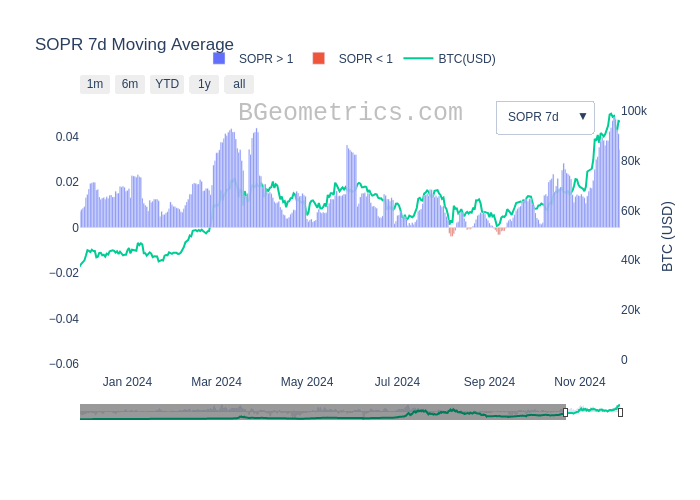 SOPR 7d Moving Average
SOPR > 1 SOPR < 1 BTC(USD)
1m 6m YTD 1y all
BGeometrics.com
SOPR 7d ▼
0.04
0.02
0
−0.02
−0.04
−0.06
100k
80k
60k
40k
20k
0
BTC (USD)
Jan 2024 Mar 2024 May 2024 Jul 2024 Sep 2024 Nov 2024